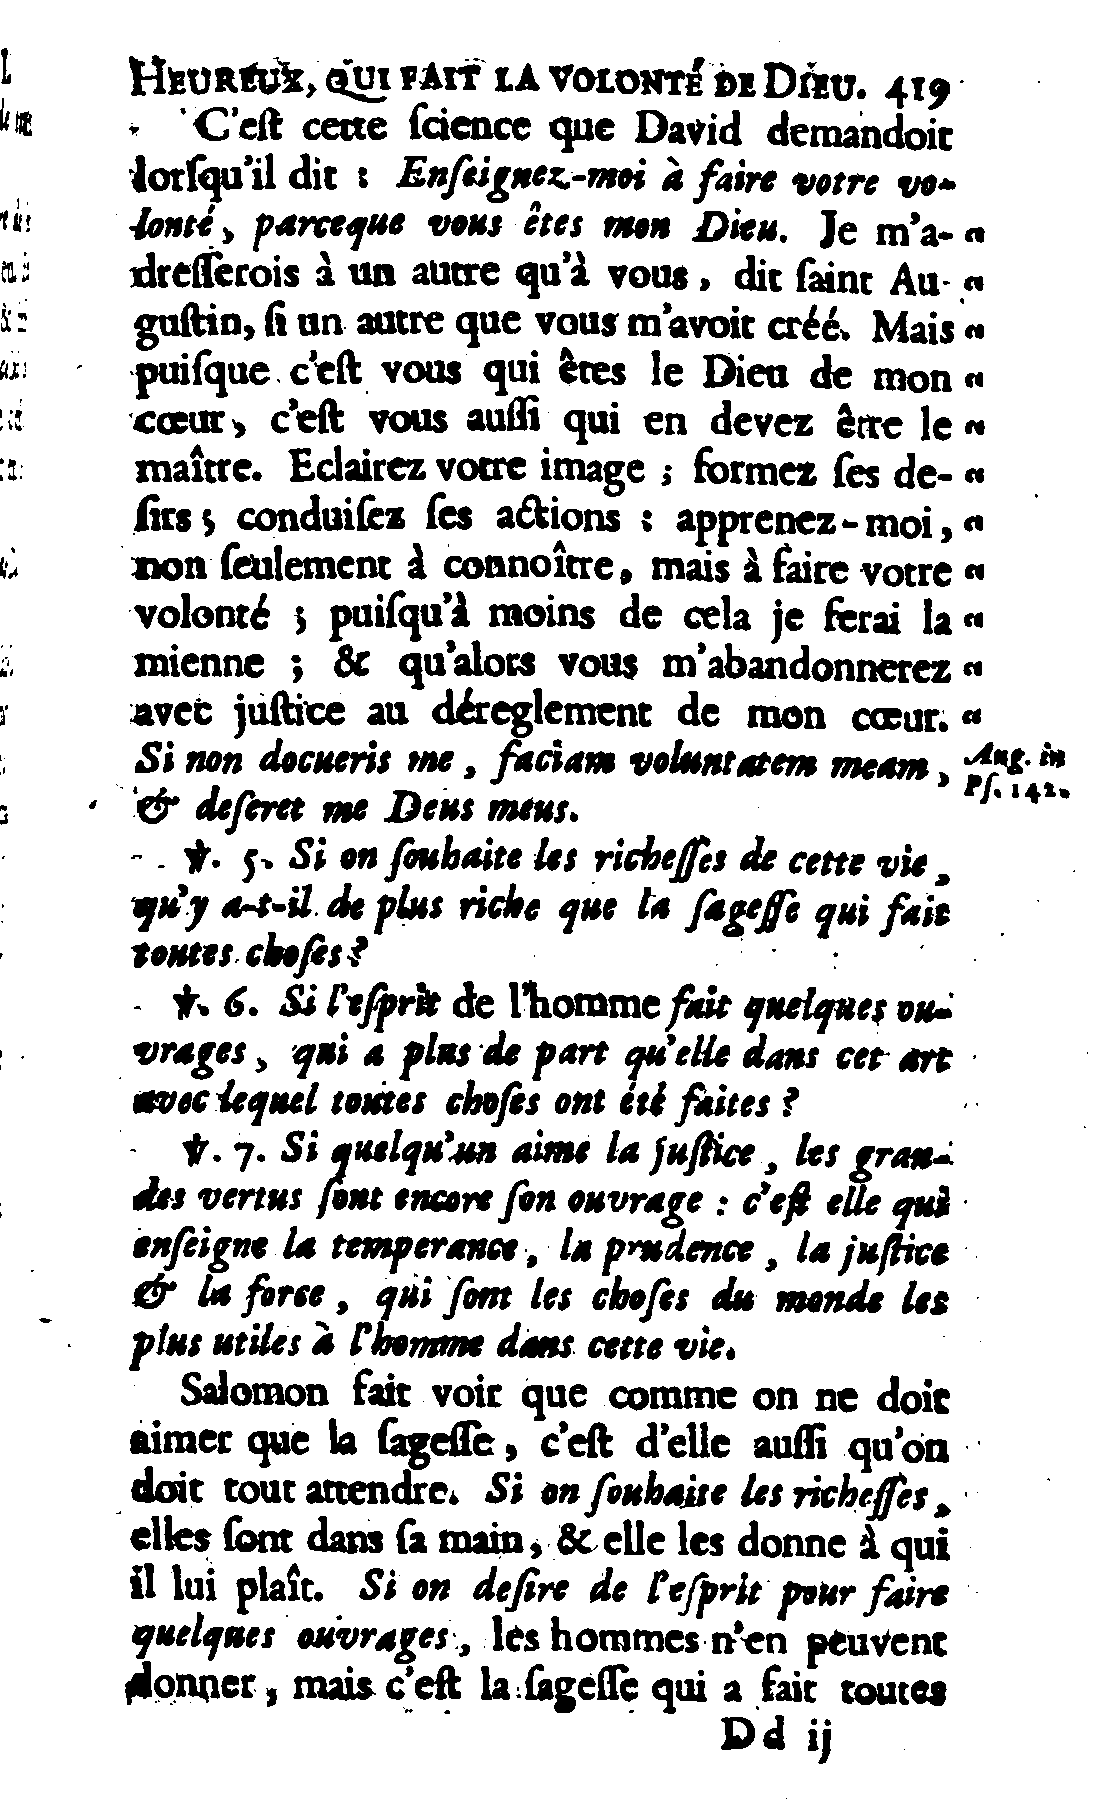 HEUREUX, QUI FAIT LA VOLONTÉ DE DIEU. 419
C'eſt cette ſcience que David demandoit
lorſqu'il dit : Enſeignez-moi à faire votre vo-
lonté, parceque vous êtes mon Dieu. Je m'a- "
dreſſerois à un autre qu'à vous, dit ſaint Au- "
guſtin, ſi un autre que vous m'avoit créé. Mais "
puiſque c'eſt vous qui êtes le Dieu de mon "
cœur, c'eſt vous auſſi qui en devez être le "
maître. Eclairez votre image ; formez ſes de- "
ſirs ; conduiſez ſes actions : apprenez-moi, "
non ſeulement à connoître, mais à faire votre "
volonté ; puiſqu'à moins de cela je ferai la "
mienne ; & qu'alors vous m'abandonnerez "
avec juſtice au déreglement de mon cœur. "
Si non docueris me, faciam voluntatem meam, Aug. in
& deſeret me Deus meus. Pſ. 142.
℣. 5. Si on ſouhaite les richeſſes de cette vie,
qu'y a-t-il de plus riche que la ſageſſe qui fait
toutes choſes ?
℣. 6. Si l'eſprit de l'homme fait quelques ou-
vrages, qui a plus de part qu'elle dans cet art
avec lequel toutes choſes ont été faites ?
℣. 7. Si quelqu'un aime la juſtice, les gran-
des vertus ſont encore ſon ouvrage : c'eſt elle qui
enſeigne la temperance, la prudence, la juſtice
& la force, qui ſont les choſes du monde les
plus utiles à l'homme dans cette vie.
Salomon fait voir que comme on ne doit
aimer que la ſageſſe, c'eſt d'elle auſſi qu'on
doit tout attendre. Si on ſouhaite les richeſſes,
elles ſont dans ſa main, & elle les donne à qui
il lui plaît. Si on deſire de l'eſprit pour faire
quelques ouvrages, les hommes n'en peuvent
donner, mais c'eſt la ſageſſe qui a fait toutes
Dd ij